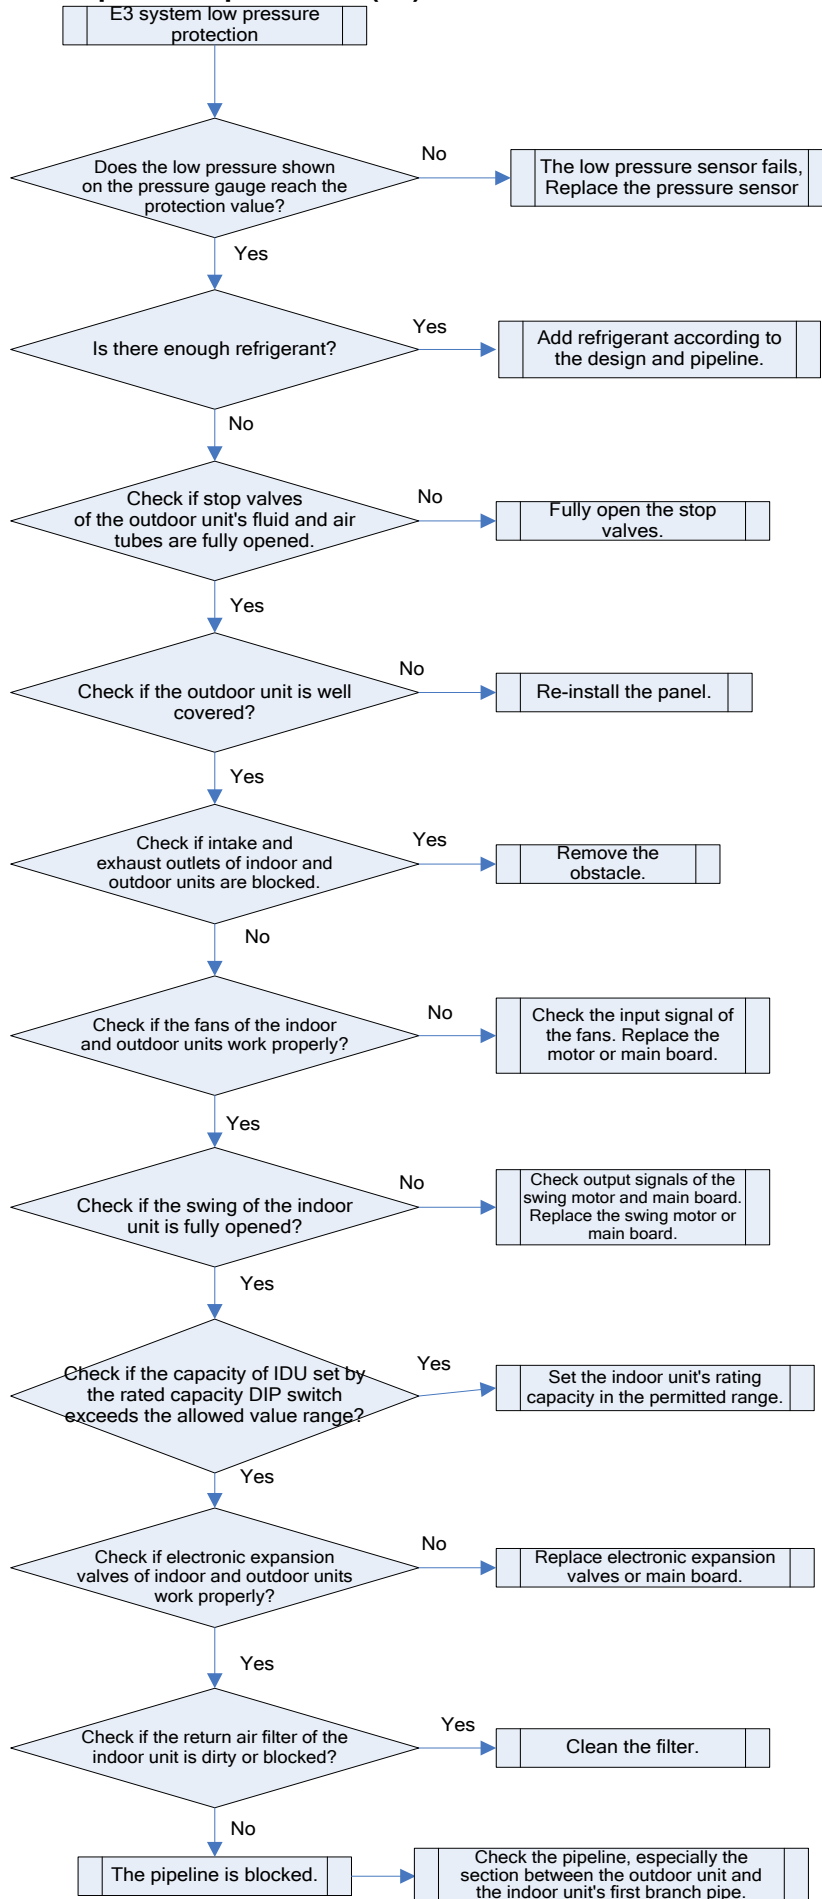 E3 system low pressure
protection
Does the low pressure shown
on the pressure gauge reach the
protection value?
No
The low pressure sensor fails,
Replace the pressure sensor
Yes
Is there enough refrigerant?
Yes
Add refrigerant according to
the design and pipeline.
No
Check if stop valves
of the outdoor unit's fluid and air
tubes are fully opened.
No
Fully open the stop
valves.
Yes
Check if the outdoor unit is well
covered?
No
Re-install the panel.
Yes
Check if intake and
exhaust outlets of indoor and
outdoor units are blocked.
Yes
Remove the
obstacle.
No
Check if the fans of the indoor
and outdoor units work properly?
No
Check the input signal of
the fans. Replace the
motor or main board.
Yes
Check if the swing of the indoor
unit is fully opened?
No
Check output signals of the
swing motor and main board.
Replace the swing motor or
main board.
Yes
Check if the capacity of IDU set by
the rated capacity DIP switch
exceeds the allowed value range?
Yes
Set the indoor unit's rating
capacity in the permitted range.
Yes
Check if electronic expansion
valves of indoor and outdoor units
work properly?
No
Replace electronic expansion
valves or main board.
Yes
Check if the return air filter of the
indoor unit is dirty or blocked?
Yes
Clean the filter.
No
The pipeline is blocked.
Check the pipeline, especially the
section between the outdoor unit and
the indoor unit's first branch pipe.